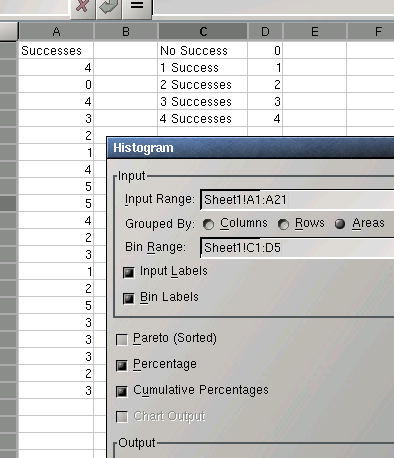 =
A B C D E F
Successes No Success 0
4 1 Success 1
0 2 Successes 2
4 3 Successes 3
3 4 Successes 4
2
1
4
5
5
4
2
3
1
2
5
3
3
3
2
3
Histogram
Input
Input Range: Sheet1!A1:A21
Grouped By: Columns Rows Areas
Bin Range: Sheet1!C1:D5
Input Labels
Bin Labels
Pareto (Sorted)
Percentage
Cumulative Percentages
Chart Output
Output